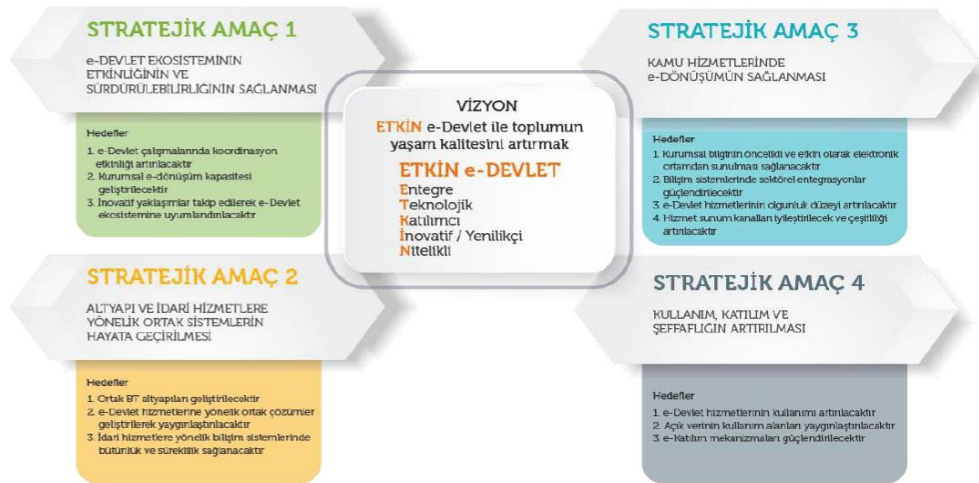 STRATEJİK AMAÇ 1
e-DEVLET EKOSİSTEMİNİN
ETKİNLİĞİNİN VE
SÜRDÜRÜLEBİLİRLİĞİNİN SAĞLANMASI
Hedefler
1. e-Devlet çalışmalarında koordinasyon
etkinliği artırılacaktır
2. Kurumsal e-dönüşüm kapasitesi
geliştirilecektir
3. İnovatif yaklaşımlar takip edilerek e-Devlet
ekosistemine uyumlandırılacaktır
STRATEJİK AMAÇ 2
ALTYAPI VE İDARİ HİZMETLERE
YÖNELİK ORTAK SİSTEMLERİN
HAYATA GEÇİRİLMESİ
Hedefler
1. Ortak BT altyapıları geliştirilecektir
2. e-Devlet hizmetlerine yönelik ortak çözümler
geliştirilerek yaygınlaştırılacaktır
3. İdari hizmetlere yönelik bilişim sistemlerinde
bütünlük ve süreklilik sağlanacaktır
VİZYON
ETKİN e-Devlet ile toplumun
yaşam kalitesini artırmak
ETKİN e-DEVLET
Entegre
Teknolojik
Katılımcı
İnovatif / Yenilikçi
Nitelikli
STRATEJİK AMAÇ 3
KAMU HİZMETLERİNDE
e-DÖNÜŞÜMÜN SAĞLANMASI
Hedefler
1. Kurumsal bilginin öncelikli ve etkin olarak elektronik
ortamdan sunulması sağlanacaktır
2. Bilişim sistemlerinde sektörel entegrasyonlar
güçlendirilecektir
3. e-Devlet hizmetlerinin olgunluk düzeyi artırılacaktır
4. Hizmet sunum kanalları iyileştirilecek ve çeşitliliği
artırılacaktır
STRATEJİK AMAÇ 4
KULLANIM, KATILIM VE
ŞEFFAFLIĞIN ARTIRILMASI
Hedefler
1. e-Devlet hizmetlerinin kullanımı artırılacaktır
2. Açık verinin kullanım alanları yaygınlaştırılacaktır
3. e-Katılım mekanizmaları güçlendirilecektir